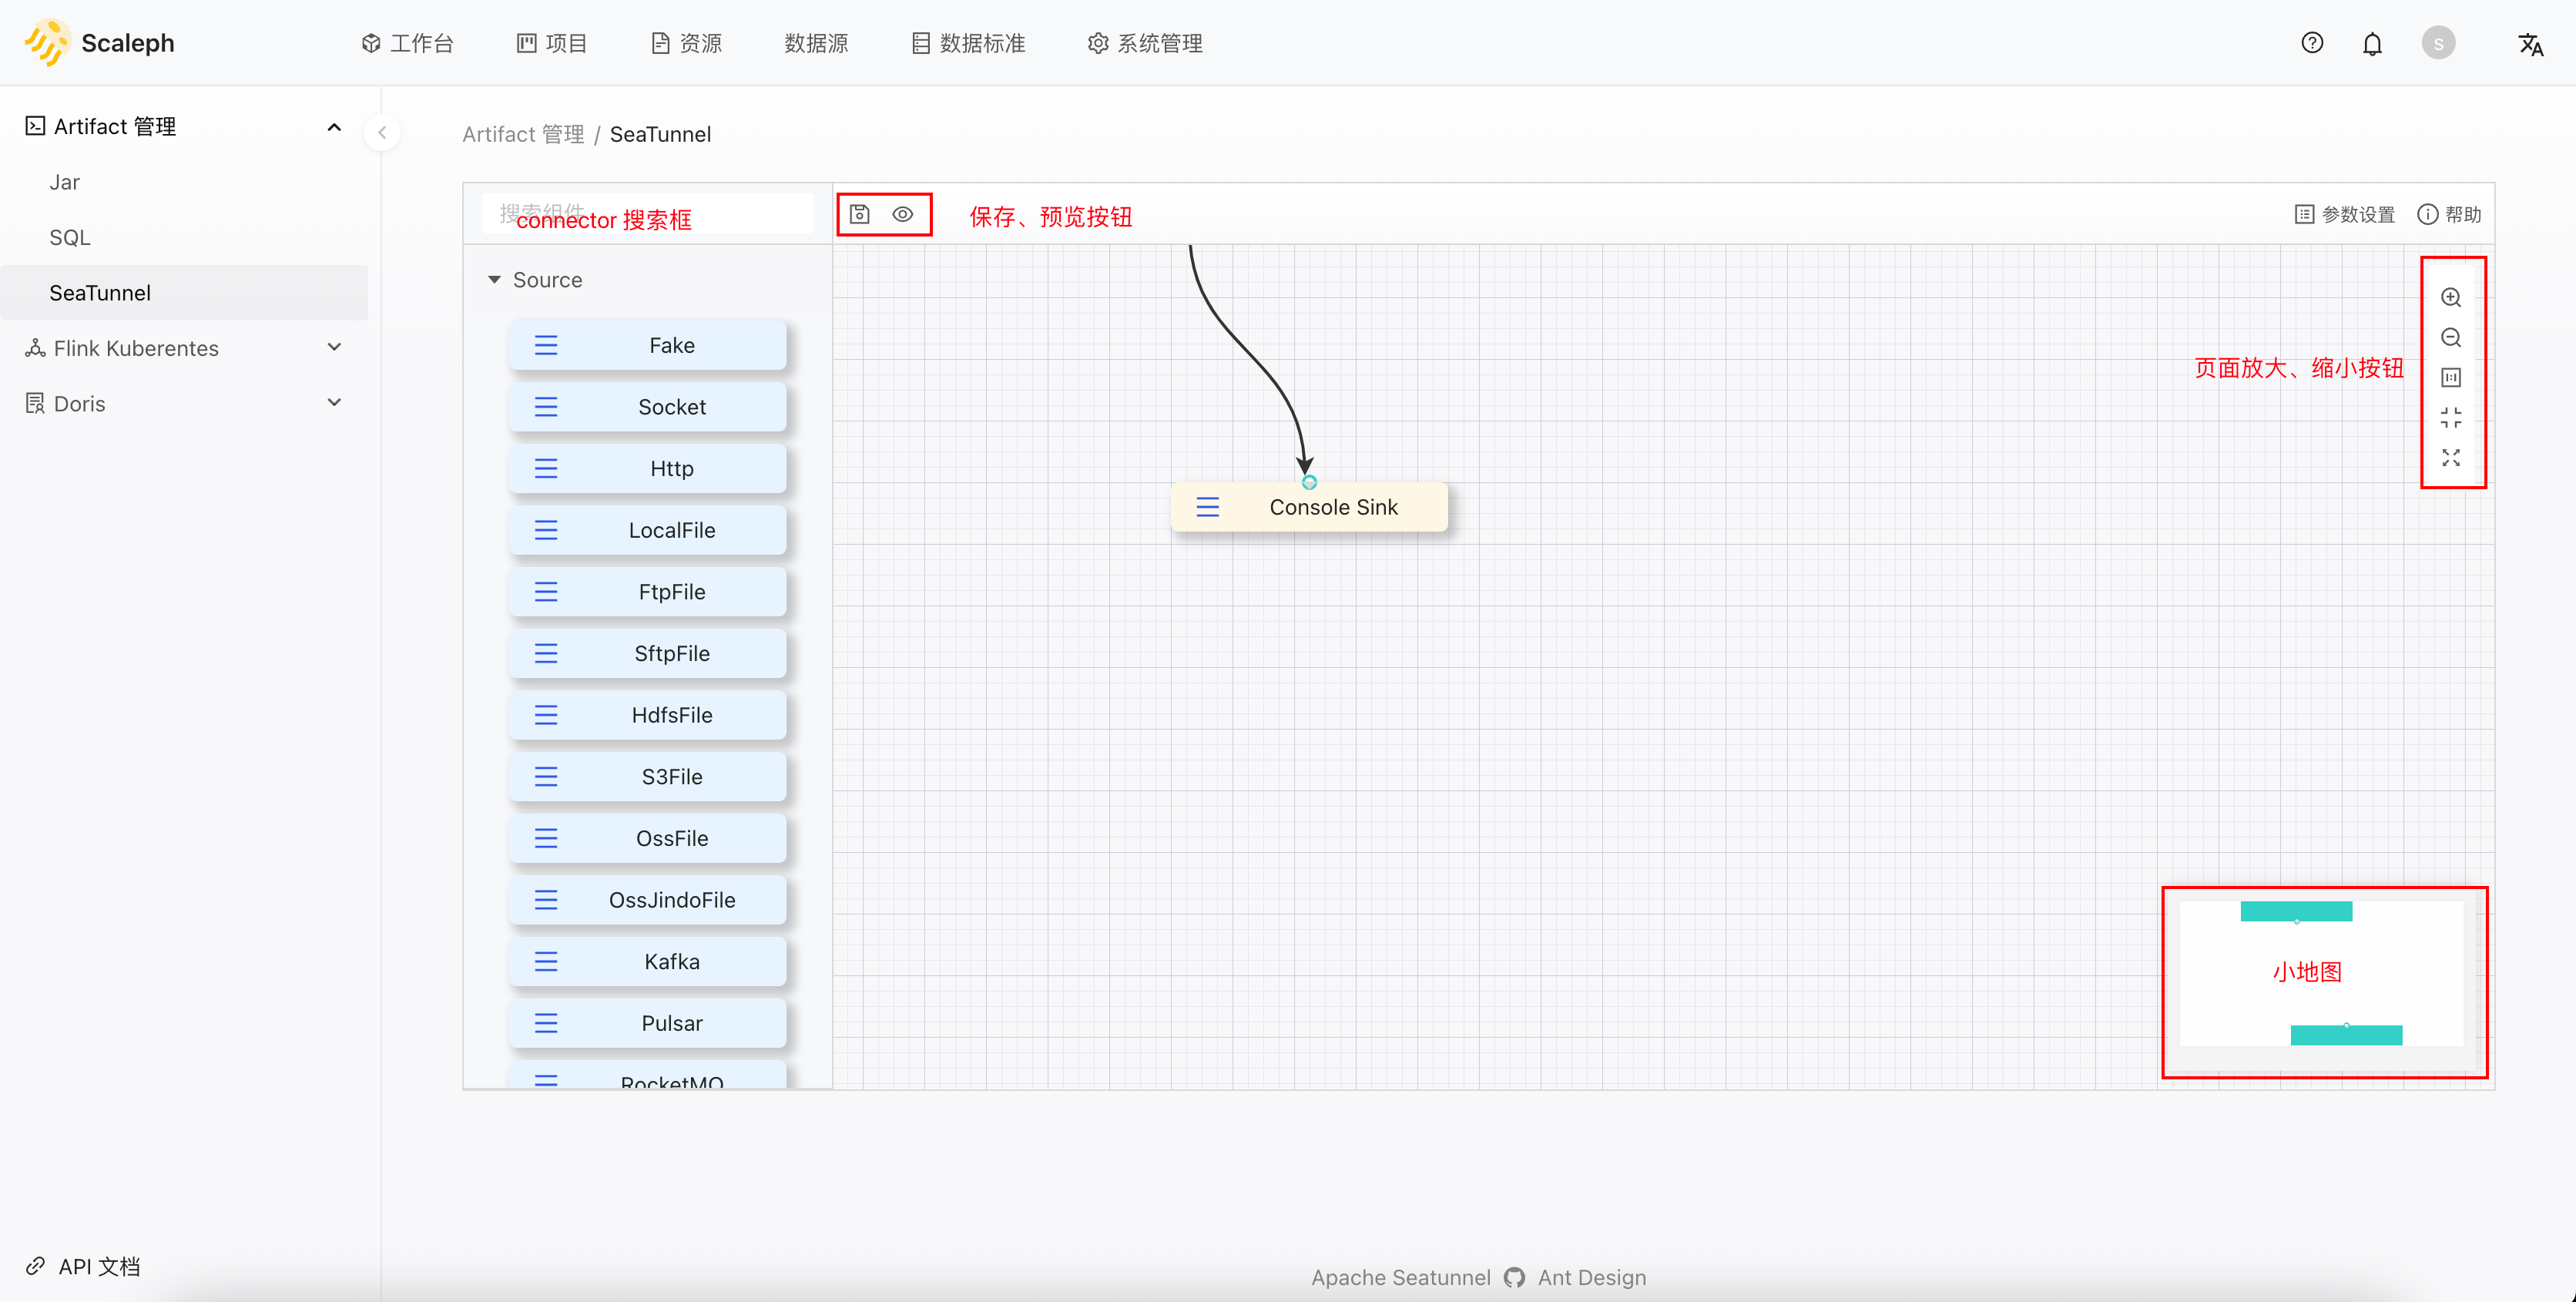 Scaleph
工作台
项目
资源
数据源
数据标准
系统管理
S
Artifact 管理
Jar
SQL
SeaTunnel
Flink Kuberentes
Doris
API 文档
Artifact 管理 / SeaTunnel
搜索组件
connector 搜索框
保存、预览按钮
参数设置
帮助
Source
Fake
Socket
Http
LocalFile
FtpFile
SftpFile
HdfsFile
S3File
OssFile
OssJindoFile
Kafka
Pulsar
RocketMQ
Console Sink
页面放大、缩小按钮
小地图
Apache Seatunnel
Ant Design